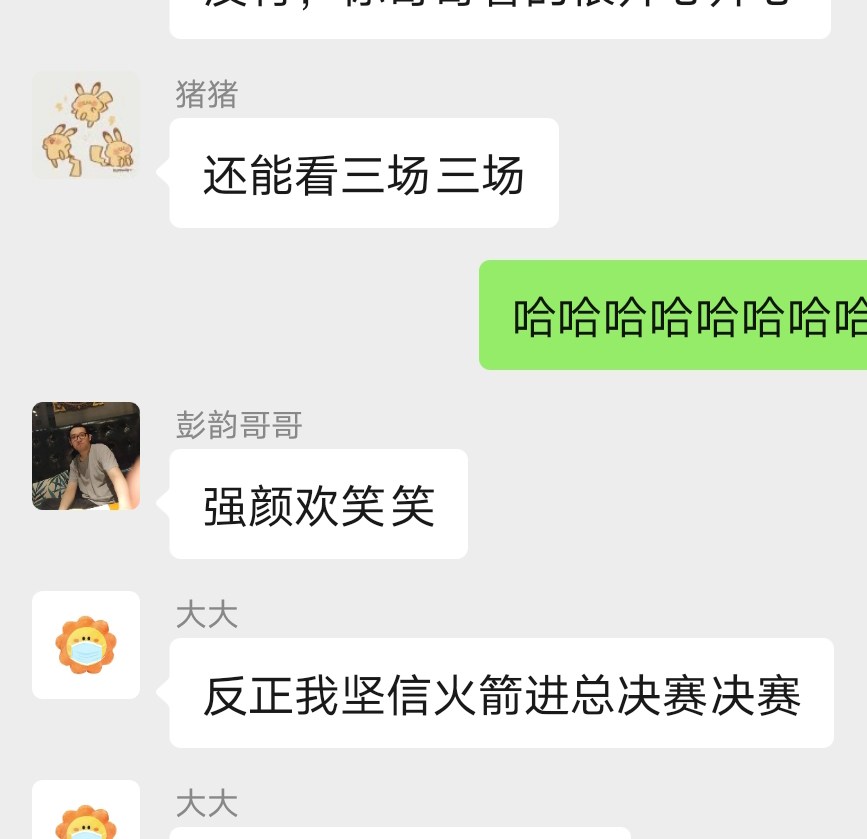 猪猪
还能看三场 三场
哈哈哈哈哈哈哈
彭韵哥哥
强颜欢笑 笑
大大
反正我坚信火箭进总决赛决赛
大大